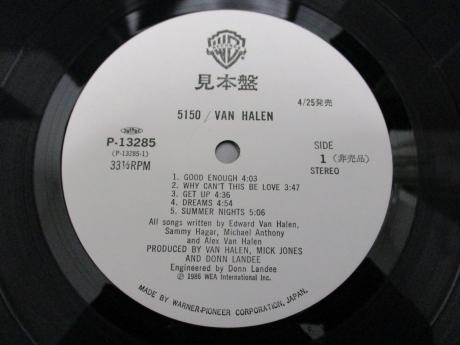 見本盤
5150 / VAN HALEN
4/25発売
P-13285
(P-13285-1)
33⅓RPM
SIDE
1 (非売品)
STEREO
1. GOOD ENOUGH 4:03
2. WHY CAN'T THIS BE LOVE 3:47
3. GET UP 4:36
4. DREAMS 4:54
5. SUMMER NIGHTS 5:06
All songs written by Edward Van Halen,
Sammy Hagar, Michael Anthony
and Alex Van Halen
PRODUCED BY VAN HALEN, MICK JONES
AND DONN LANDEE
Engineered by Donn Landee
Ⓟ 1986 WEA International Inc.
MADE BY WARNER-PIONEER CORPORATION, JAPAN.